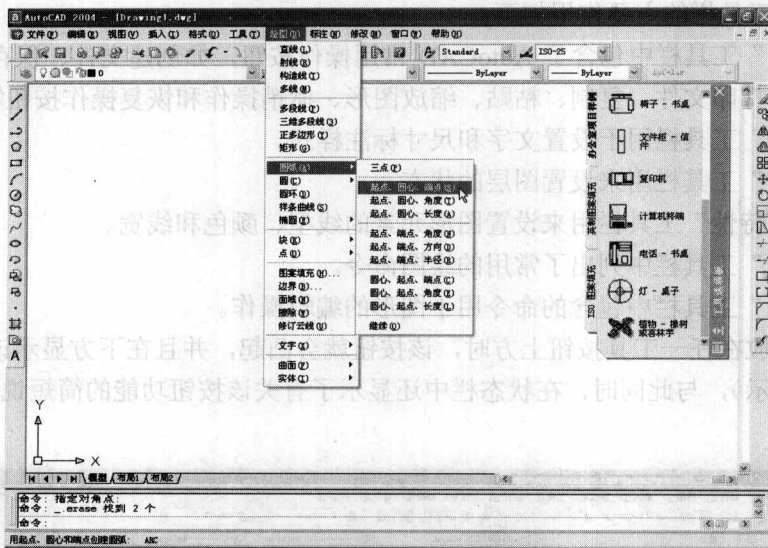 AutoCAD 2004 - [Drawing1.dwg]
文件(F) 编辑(E) 视图(V) 插入(I) 格式(O) 工具(T) 绘图(D) 标注(N) 修改(M) 窗口(W) 帮助(H)
Standard ISO-25
0 ByLayer ByLayer
直线(L)
射线(R)
构造线(T)
多线(M)
多段线(P)
三维多段线(3)
正多边形(Y)
矩形(G)
圆弧(A)
圆(C)
圆环(D)
样条曲线(S)
椭圆(E)
块(K)
点(O)
图案填充(H)...
边界(B)...
面域(N)
擦除(W)
修订云线(U)
文字(X)
曲面(F)
实体(I)
三点(P)
起点、圆心、端点(S)
起点、圆心、角度(T)
起点、圆心、长度(A)
起点、端点、角度(N)
起点、端点、方向(D)
起点、端点、半径(R)
圆心、起点、端点(C)
圆心、起点、角度(E)
圆心、起点、长度(L)
继续(O)
办公室项目样例
英制图案填充
ISO 图案填充
椅子 - 书桌
文件柜 - 信件
复印机
计算机终端
电话 - 书桌
灯 - 桌子
植物 - 橡树或者林宇
Y
X
模型 布局1 布局2
命令: 指定对角点:
命令: _.erase 找到 2 个
命令:
用起点、圆心和端点创建圆弧: ARC